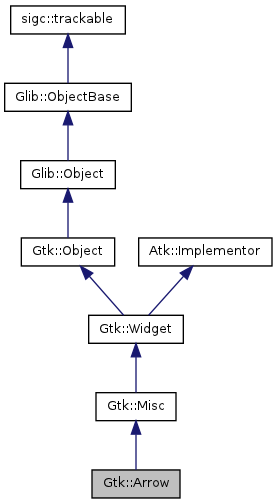 sigc::trackable
Glib::ObjectBase
Glib::Object
Gtk::Object
Atk::Implementor
Gtk::Widget
Gtk::Misc
Gtk::Arrow